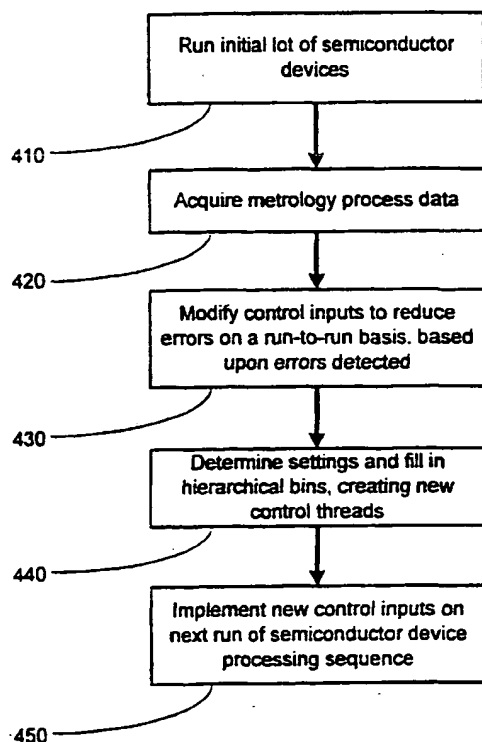 Run initial lot of semiconductor
devices
410
Acquire metrology process data
420
Modify control inputs to reduce
errors on a run-to-run basis. based
upon errors detected
430
Determine settings and fill in
hierarchical bins, creating new
control threads
440
Implement new control inputs on
next run of semiconductor device
processing sequence
450